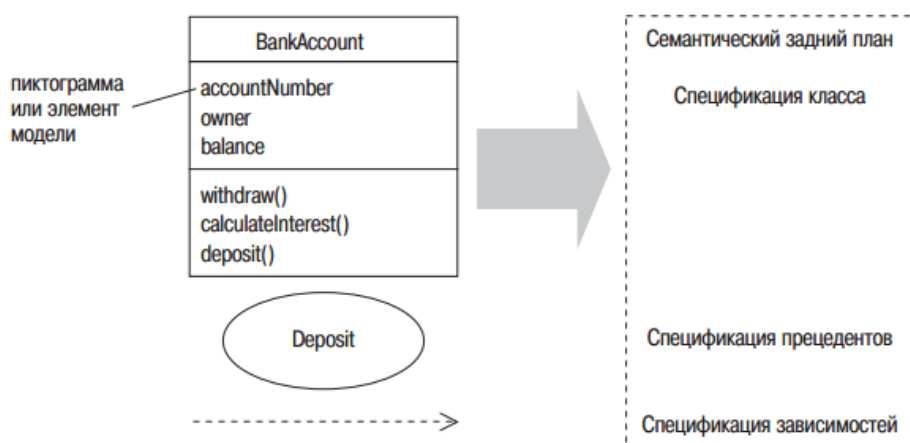 BankAccount
пиктограмма
или элемент
модели
accountNumber
owner
balance
withdraw()
calculateInterest()
deposit()
Deposit
Семантический задний план
Спецификация класса
Спецификация прецедентов
Спецификация зависимостей